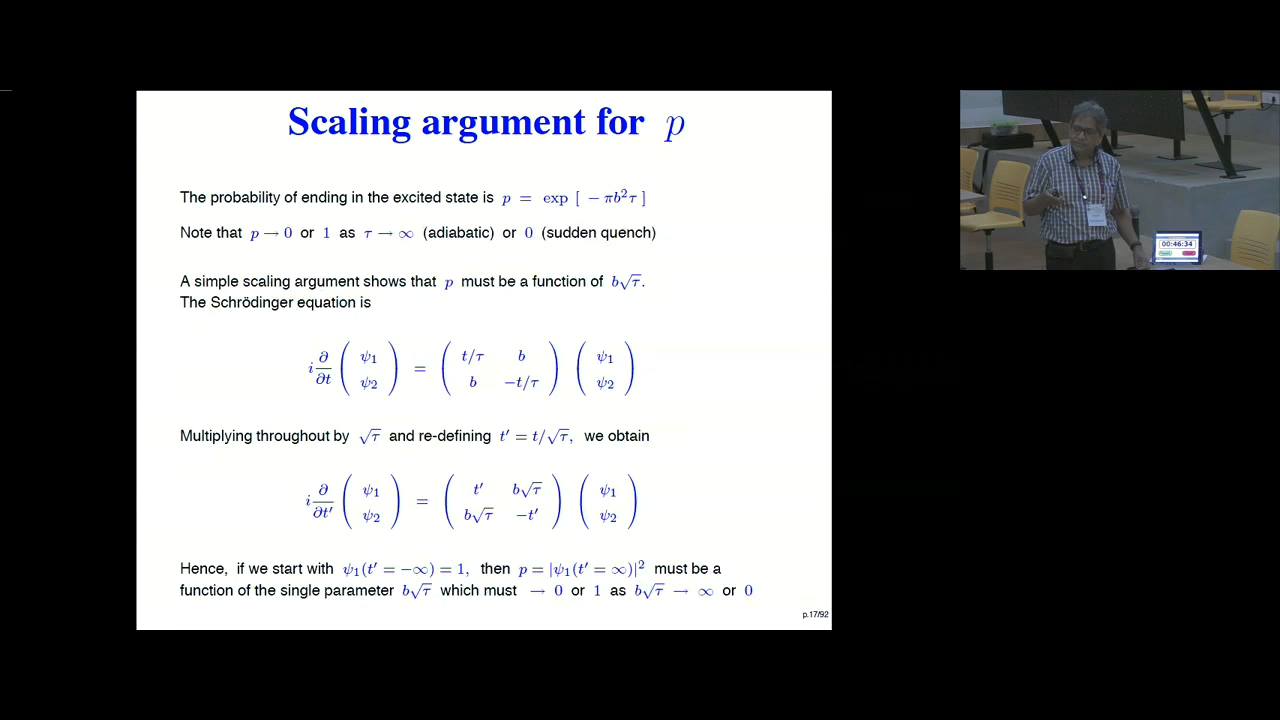 Scaling argument for p
The probability of ending in the excited state is p = exp [ − πb²τ ]
Note that p → 0 or 1 as τ → ∞ (adiabatic) or 0 (sudden quench)
A simple scaling argument shows that p must be a function of b√τ.
The Schrödinger equation is
i ∂/∂t ( ψ₁ ψ₂ ) = ( t/τ b b −t/τ ) ( ψ₁ ψ₂ )
Multiplying throughout by √τ and re-defining t′ = t/√τ, we obtain
i ∂/∂t′ ( ψ₁ ψ₂ ) = ( t′ b√τ b√τ −t′ ) ( ψ₁ ψ₂ )
Hence, if we start with ψ₁(t′ = −∞) = 1, then p = |ψ₁(t′ = ∞)|² must be a
function of the single parameter b√τ which must → 0 or 1 as b√τ → ∞ or 0
p.17/92
00:46:34